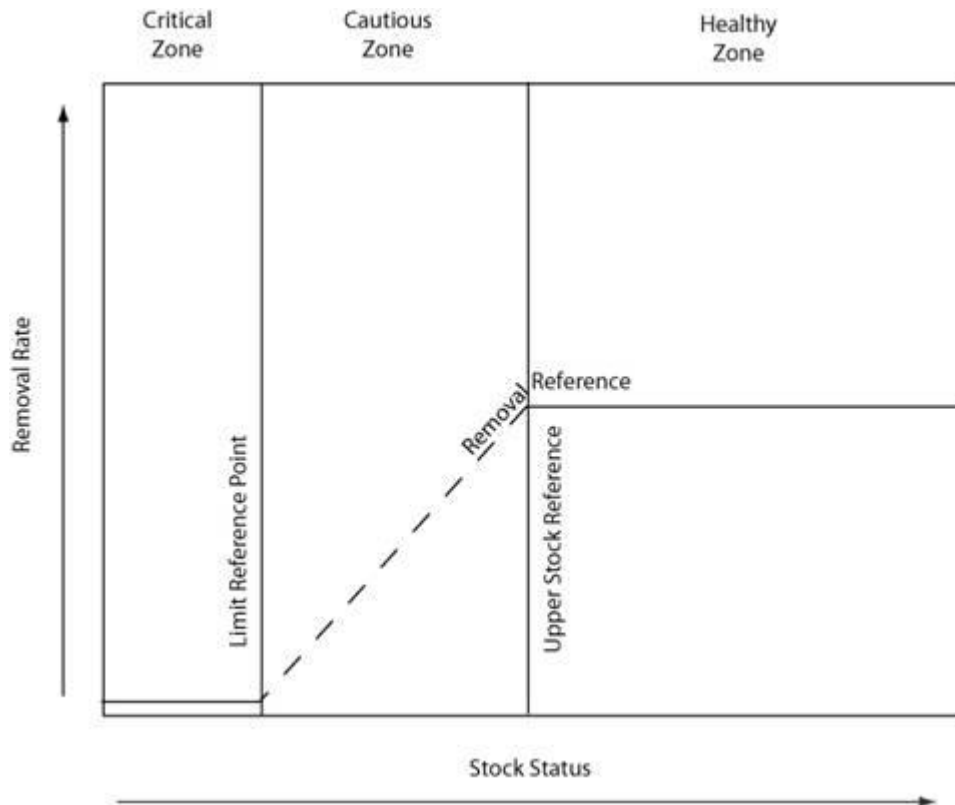 Critical
Zone
Cautious
Zone
Healthy
Zone
Removal Rate
Limit Reference Point
Removal Reference
Upper Stock Reference
Stock Status